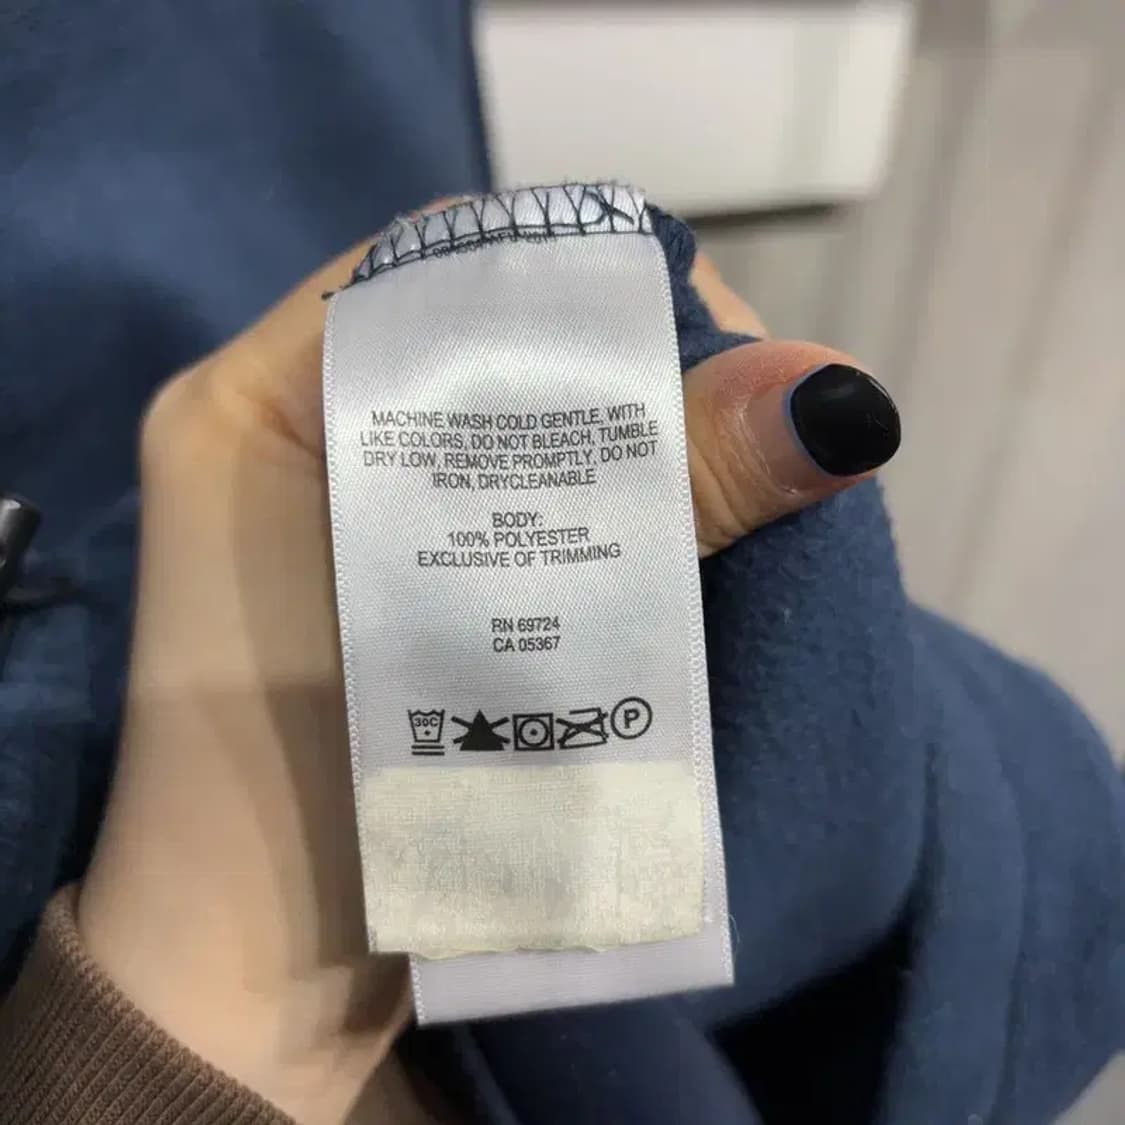 MACHINE WASH COLD GENTLE, WITH
LIKE COLORS, DO NOT BLEACH, TUMBLE
DRY LOW, REMOVE PROMPTLY, DO NOT
IRON, DRYCLEANABLE
BODY:
100% POLYESTER
EXCLUSIVE OF TRIMMING
RN 69724
CA 05367
30C
P